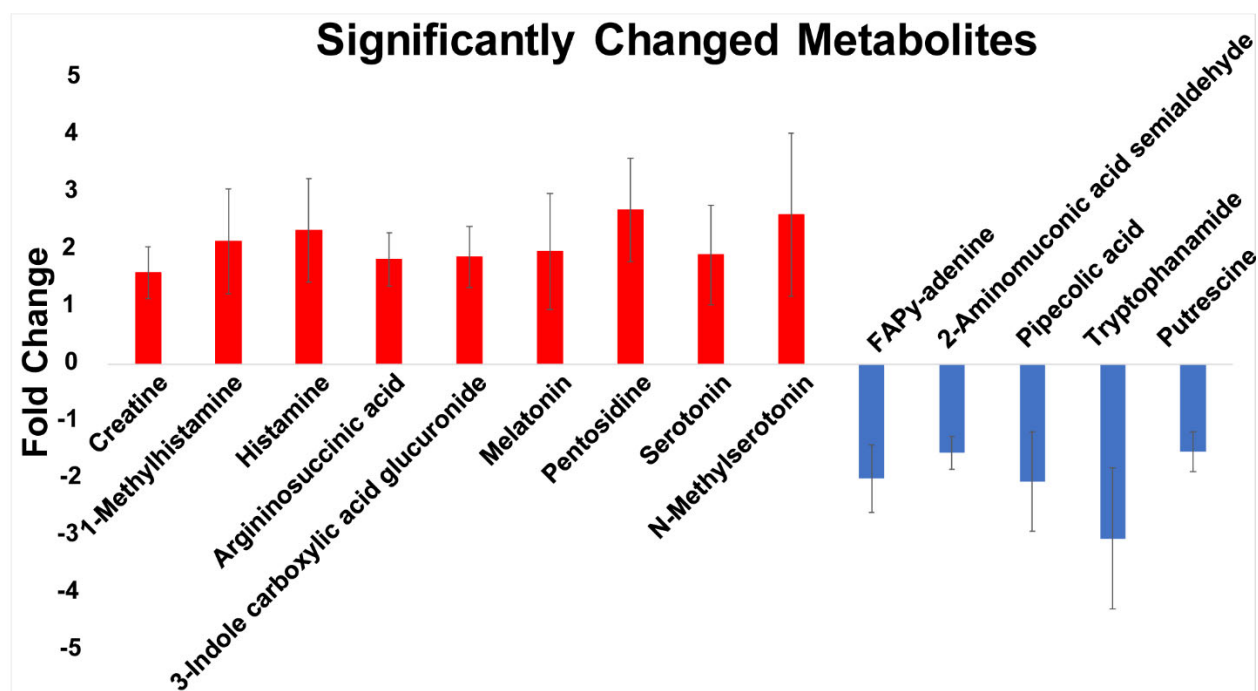 Significantly Changed Metabolites
Fold Change
5
4
3
2
1
0
-1
-2
-3
-4
-5
Creatine
1-Methylhistamine
Histamine
Argininosuccinic acid
3-Indole carboxylic acid glucuronide
Melatonin
Pentosidine
Serotonin
N-Methylserotonin
FAPy-adenine
2-Aminomuconic acid semialdehyde
Pipecolic acid
Tryptophanamide
Putrescine